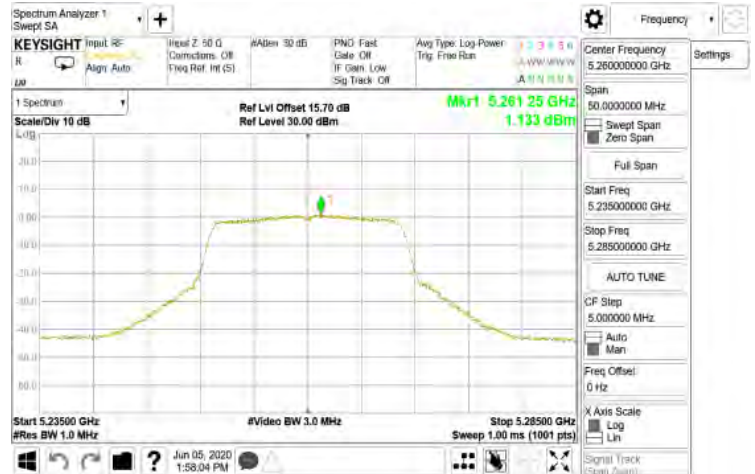 Spectrum Analyzer 1
Swept SA
Frequency
KEYSIGHT
Input: RF
Input Z: 50 Ω
#Atten: 30 dB
PNO: Fast
Avg Type: Log-Power
1 2 3 4 5 6
R
Corrections: Off
Gate: Off
Trig: Free Run
Align: Auto
Freq Ref: Int (S)
IF Gain: Low
Sig Track: Off
A N N N N N
Center Frequency
5.260000000 GHz
Settings
1 Spectrum
Ref Lvl Offset 15.70 dB
Mkr1 5.261 25 GHz
Scale/Div 10 dB
Ref Level 30.00 dBm
1.133 dBm
Log
20.0
10.0
0.00
-10.0
-20.0
-30.0
-40.0
-60.0
1
Span
50.0000000 MHz
Swept Span
Zero Span
Full Span
Start Freq
5.235000000 GHz
Stop Freq
5.285000000 GHz
AUTO TUNE
CF Step
5.000000 MHz
Auto
Man
Freq Offset
0 Hz
X Axis Scale
Log
Lin
Signal Track
(Span Zoom)
Start 5.23500 GHz
#Video BW 3.0 MHz
Stop 5.28500 GHz
#Res BW 1.0 MHz
Sweep 1.00 ms (1001 pts)
?
Jun 05, 2020
1:58:04 PM